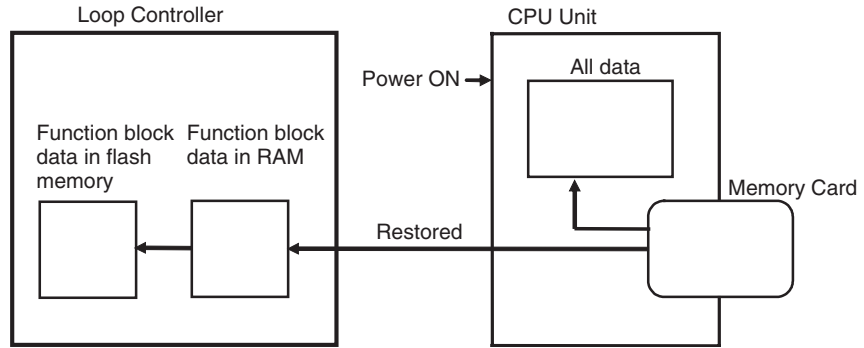 Loop Controller
CPU Unit
Power ON
All data
Function block
data in flash
memory
Function block
data in RAM
Memory Card
Restored